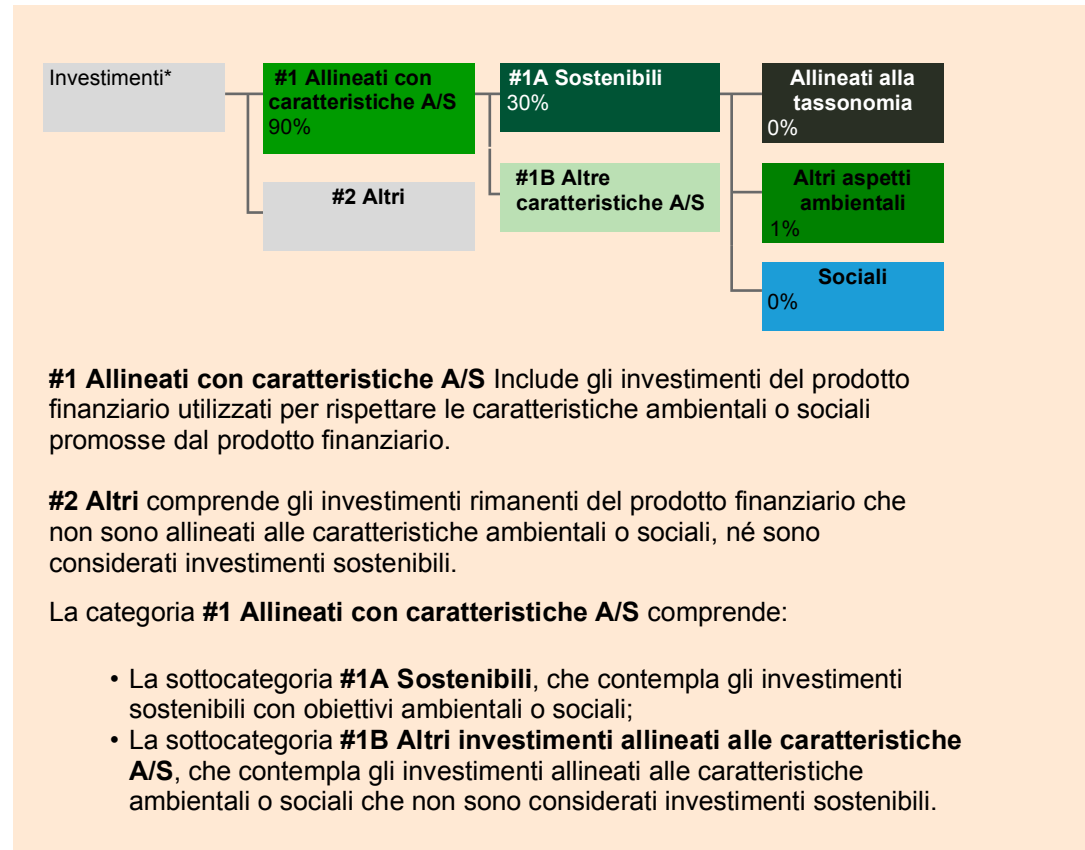 Investimenti*
#1 Allineati con
caratteristiche A/S
90%
#2 Altri
#1A Sostenibili
30%
#1B Altre
caratteristiche A/S
Allineati alla
tassonomia
0%
Altri aspetti
ambientali
1%
Sociali
0%
#1 Allineati con caratteristiche A/S Include gli investimenti del prodotto
finanziario utilizzati per rispettare le caratteristiche ambientali o sociali
promosse dal prodotto finanziario.
#2 Altri comprende gli investimenti rimanenti del prodotto finanziario che
non sono allineati alle caratteristiche ambientali o sociali, né sono
considerati investimenti sostenibili.
La categoria #1 Allineati con caratteristiche A/S comprende:
• La sottocategoria #1A Sostenibili, che contempla gli investimenti
sostenibili con obiettivi ambientali o sociali;
• La sottocategoria #1B Altri investimenti allineati alle caratteristiche
A/S, che contempla gli investimenti allineati alle caratteristiche
ambientali o sociali che non sono considerati investimenti sostenibili.